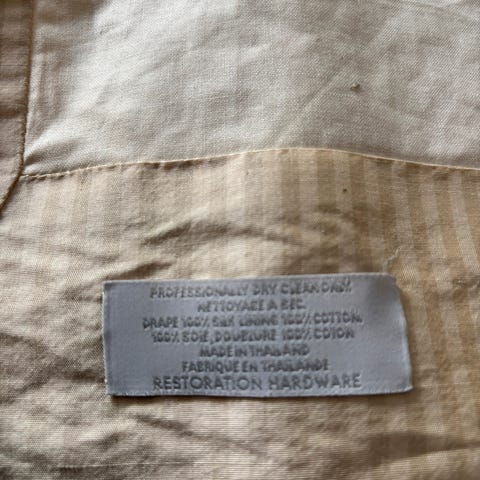 PROFESSIONALLY DRY CLEAN ONLY.
NETTOYAGE A SEC.
DRAPE 100% SILK LINING 100% COTTON.
100% SOIE, DOUBLURE 100% COTON
MADE IN THAILAND
FABRIQUE EN THAILANDE
RESTORATION HARDWARE